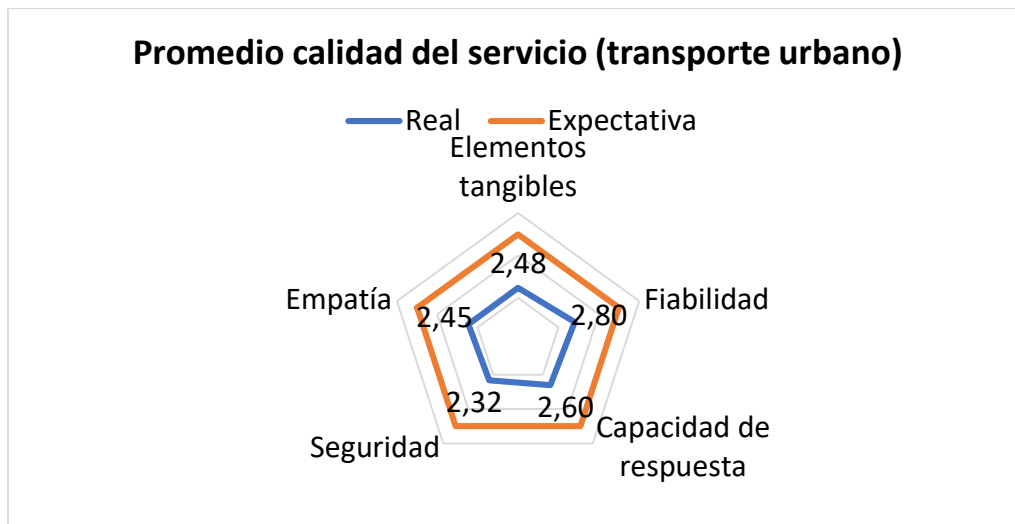 Promedio calidad del servicio (transporte urbano)
Real
Expectativa
Elementos
tangibles
2,48
Empatía
2,45
2,80
Fiabilidad
2,32
2,60
Seguridad
Capacidad de
respuesta